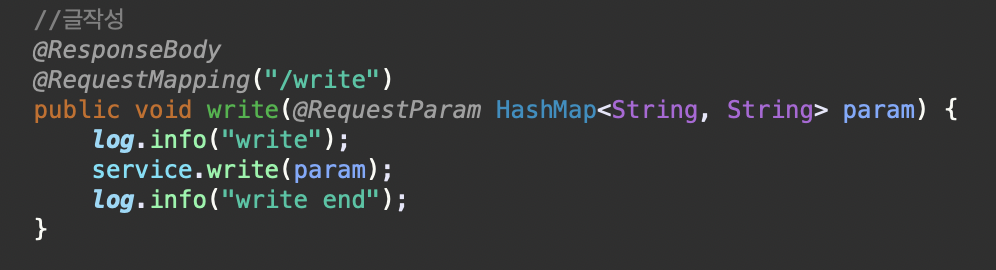 //글작성
@ResponseBody
@RequestMapping("/write")
public void write(@RequestParam HashMap<String, String> param) {
    log.info("write");
    service.write(param);
    log.info("write end");
}